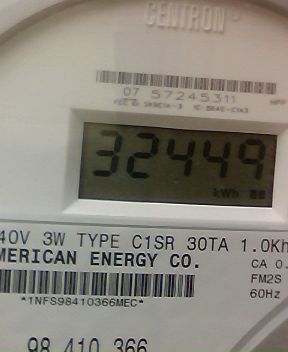 CENTRON®
07 57245311
32449
kWh
40V 3W TYPE C1SR 30TA 1.0Kh
MERICAN ENERGY CO.
CA 0.
FM2S
60Hz
*1NFS98410366MEC*
98 410 366